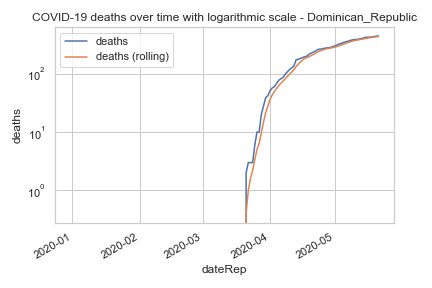 COVID-19 deaths over time with logarithmic scale - Dominican_Republic
deaths
deaths (rolling)
10²
10¹
10⁰
deaths
2020-01
2020-02
2020-03
2020-04
2020-05
dateRep